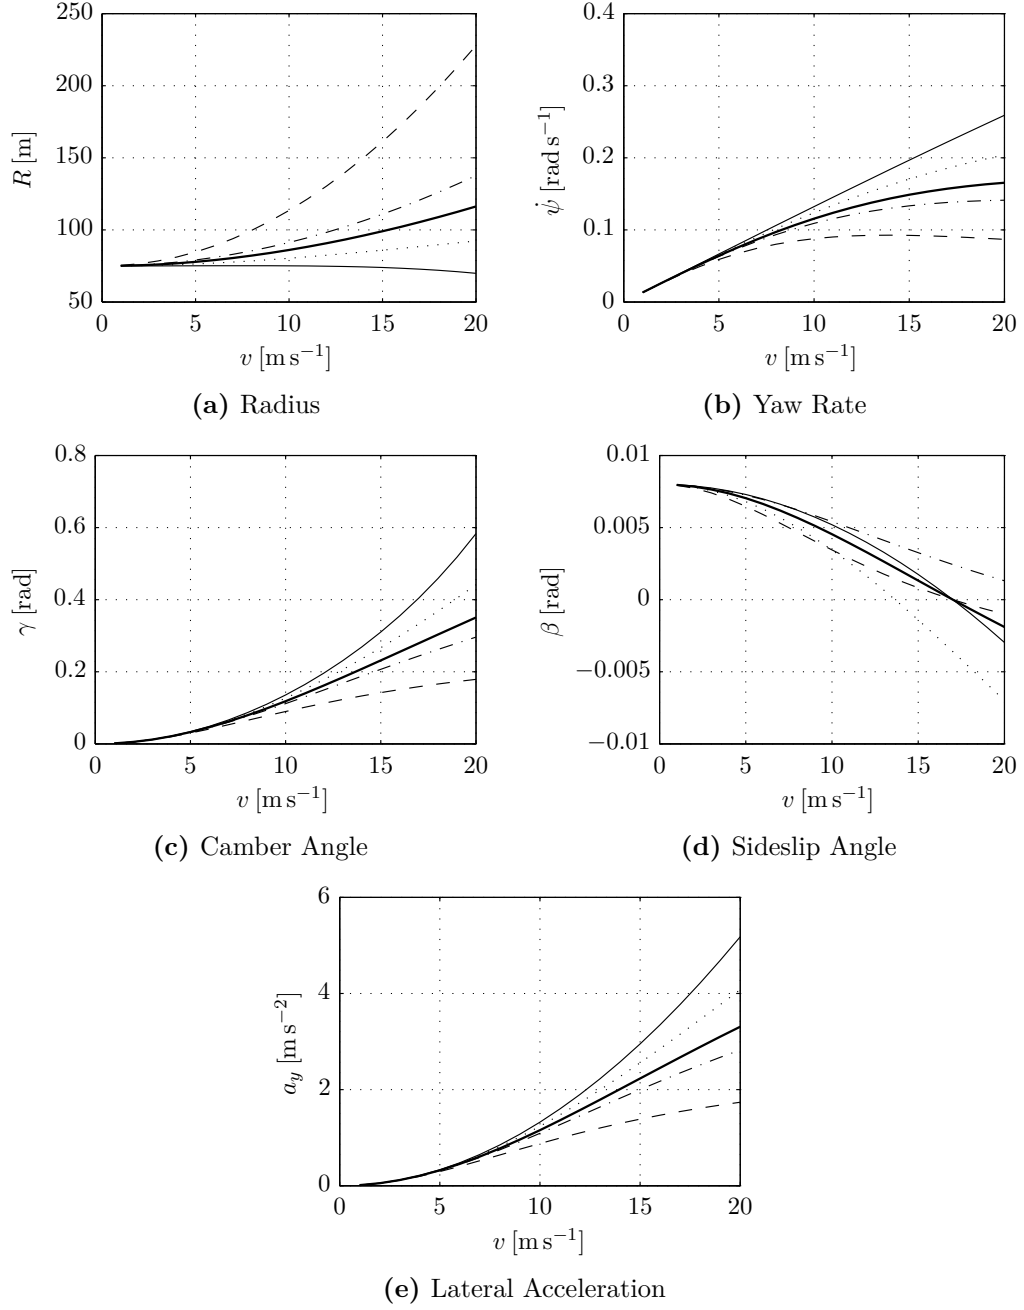 250
200
150
100
50
R [m]
0 5 10 15 20
v [m s⁻¹]
(a) Radius
0.4
0.3
0.2
0.1
0
ψ̇ [rad s⁻¹]
0 5 10 15 20
v [m s⁻¹]
(b) Yaw Rate
0.8
0.6
0.4
0.2
0
γ [rad]
0 5 10 15 20
v [m s⁻¹]
(c) Camber Angle
0.01
0.005
0
−0.005
−0.01
β [rad]
0 5 10 15 20
v [m s⁻¹]
(d) Sideslip Angle
6
4
2
0
a_y [m s⁻²]
0 5 10 15 20
v [m s⁻¹]
(e) Lateral Acceleration